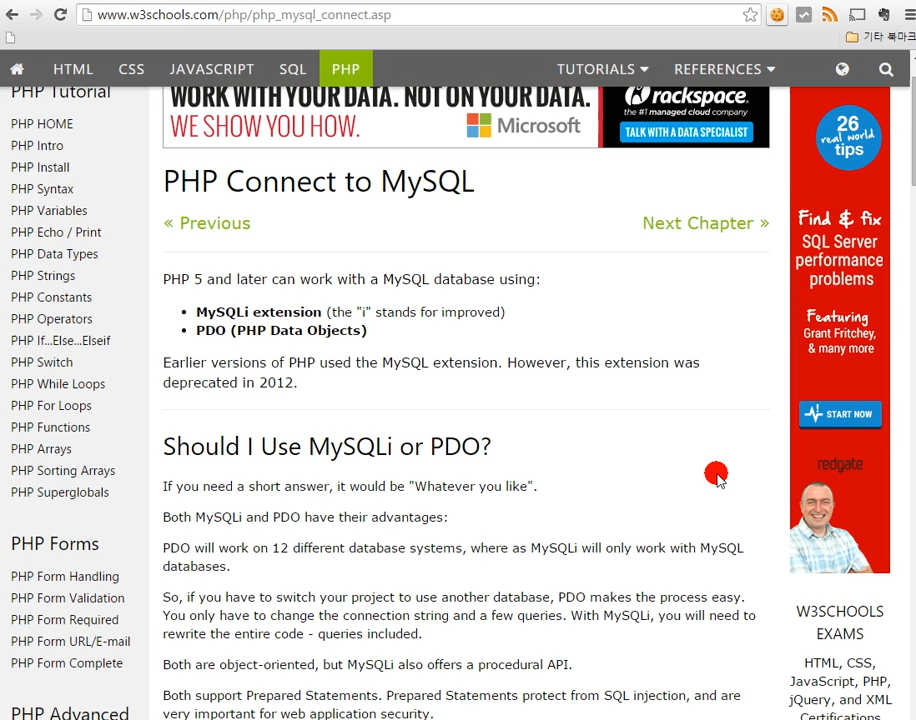 www.w3schools.com/php/php_mysql_connect.asp
기타 북마크
HTML CSS JAVASCRIPT SQL PHP TUTORIALS REFERENCES
PHP Tutorial
PHP HOME
PHP Intro
PHP Install
PHP Syntax
PHP Variables
PHP Echo / Print
PHP Data Types
PHP Strings
PHP Constants
PHP Operators
PHP If...Else...Elseif
PHP Switch
PHP While Loops
PHP For Loops
PHP Functions
PHP Arrays
PHP Sorting Arrays
PHP Superglobals
PHP Forms
PHP Form Handling
PHP Form Validation
PHP Form Required
PHP Form URL/E-mail
PHP Form Complete
PHP Advanced
WORK WITH YOUR DATA. NOT ON YOUR DATA.
WE SHOW YOU HOW.
Microsoft
rackspace.
the #1 managed cloud company
TALK WITH A DATA SPECIALIST
PHP Connect to MySQL
« Previous
Next Chapter »
PHP 5 and later can work with a MySQL database using:
• MySQLi extension (the "i" stands for improved)
• PDO (PHP Data Objects)
Earlier versions of PHP used the MySQL extension. However, this extension was
deprecated in 2012.
Should I Use MySQLi or PDO?
If you need a short answer, it would be "Whatever you like".
Both MySQLi and PDO have their advantages:
PDO will work on 12 different database systems, where as MySQLi will only work with MySQL
databases.
So, if you have to switch your project to use another database, PDO makes the process easy.
You only have to change the connection string and a few queries. With MySQLi, you will need to
rewrite the entire code - queries included.
Both are object-oriented, but MySQLi also offers a procedural API.
Both support Prepared Statements. Prepared Statements protect from SQL injection, and are
very important for web application security.
26
real world
tips
Find & fix
SQL Server
performance
problems
Featuring
Grant Fritchey,
& many more
START NOW
redgate
W3SCHOOLS
EXAMS
HTML, CSS,
JavaScript, PHP,
jQuery, and XML
Certifications